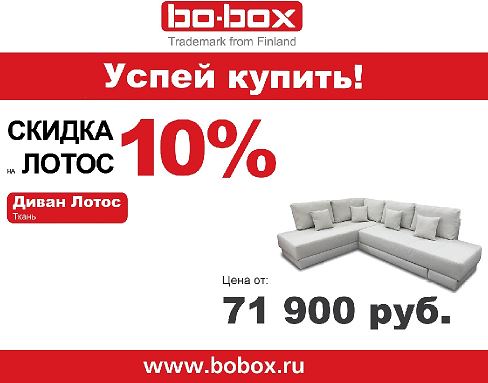 bo-box
Trademark from Finland
Успей купить!
СКИДКА 10%
на ЛОТОС
Диван Лотос
Ткань
Цена от:
71 900 руб.
www.bobox.ru